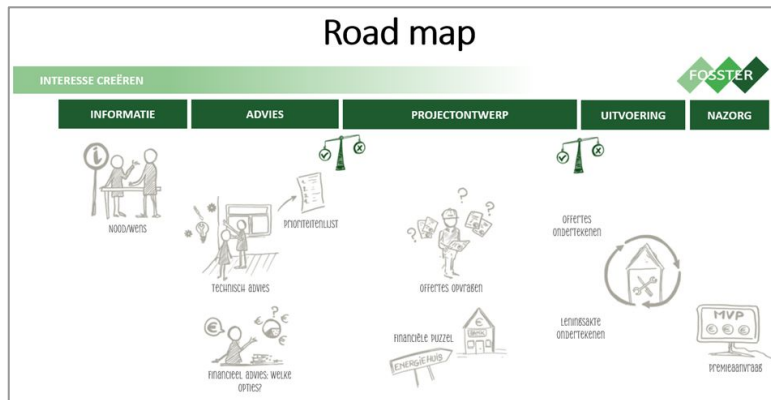 Road map
INTERESSE CREËREN
FOSSTER
INFORMATIE
ADVIES
PROJECTONTWERP
UITVOERING
NAZORG
NOOD/WENS
PRIORITEITENLIJST
TECHNISCH ADVIES
FINANCIEEL ADVIES: WELKE
OPTIES?
OFFERTES OPVRAGEN
FINANCIËLE PUZZEL
ENERGIEHUIS
OFFERTES
ONDERTEKENEN
LENINGSAKTE
ONDERTEKENEN
MVP
PREMIEAANVRAAG